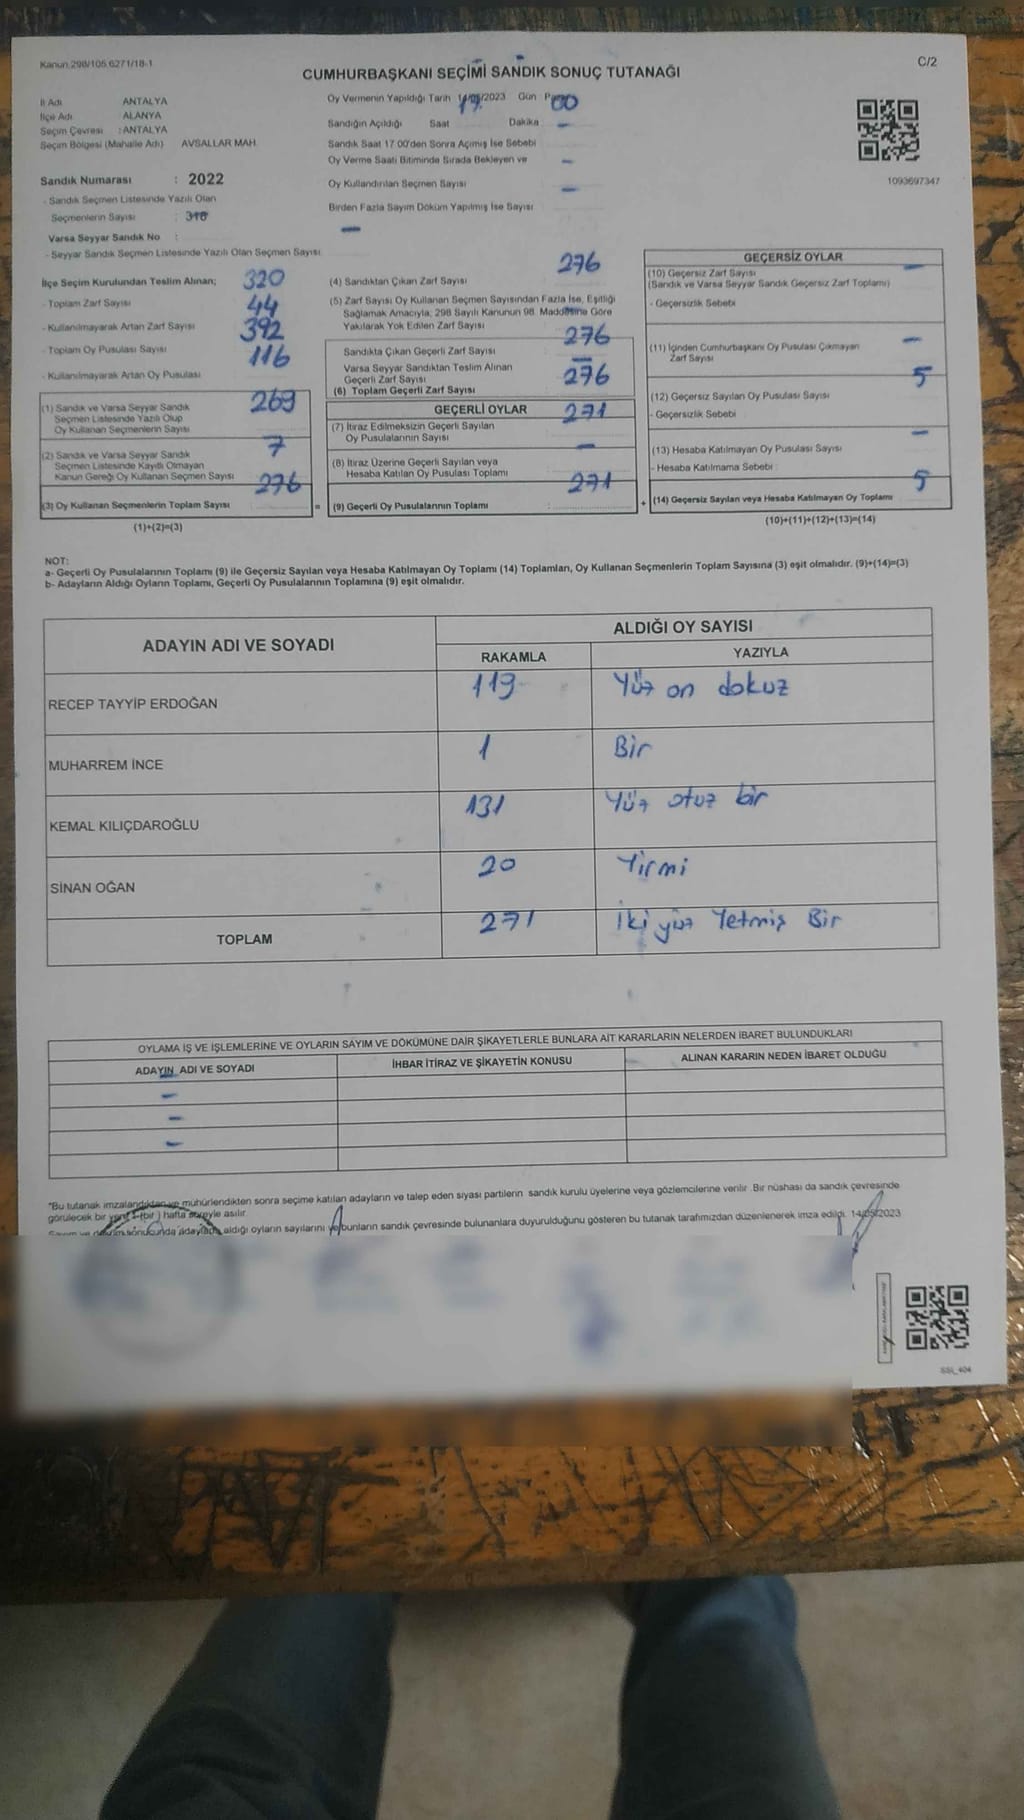 Kanun:298/105,6271/18-1
C/2
CUMHURBAŞKANI SEÇİMİ SANDIK SONUÇ TUTANAĞI
İl Adı ANTALYA
İlçe Adı ALANYA
Seçim Çevresi : ANTALYA
Seçim Bölgesi (Mahalle Adı) AVSALLAR MAH.
Sandık Numarası : 2022
- Sandık Seçmen Listesinde Yazılı Olan
Seçmenlerin Sayısı : 318
Varsa Seyyar Sandık No :
- Seyyar Sandık Seçmen Listesinde Yazılı Olan Seçmen Sayısı
Oy Vermenin Yapıldığı Tarih 14/05/2023 Gün
Sandığın Açıldığı Saat 17 Dakika 00
Sandık Saat 17.00'den Sonra Açımış İse Sebebi –
Oy Verme Saati Bitiminde Sırada Bekleyen ve
Oy Kullandırılan Seçmen Sayısı –
Birden Fazla Sayım Döküm Yapılmış İse Sayısı –
1093697347
İlçe Seçim Kurulundan Teslim Alınan;
- Toplam Zarf Sayısı 320
- Kullanılmayarak Artan Zarf Sayısı 44
- Toplam Oy Pusulası Sayısı 392
- Kullanılmayarak Artan Oy Pusulası 116
(1) Sandık ve Varsa Seyyar Sandık
Seçmen Listesinde Yazılı Olup
Oy Kullanan Seçmenlerin Sayısı 269
(2) Sandık ve Varsa Seyyar Sandık
Seçmen Listesinde Kayıtlı Olmayan
Kanun Gereği Oy Kullanan Seçmen Sayısı 7
(3) Oy Kullanan Seçmenlerin Toplam Sayısı 276
(1)+(2)=(3)
(4) Sandıktan Çıkan Zarf Sayısı 276
(5) Zarf Sayısı Oy Kullanan Seçmen Sayısından Fazla İse, Eşitliği
Sağlamak Amacıyla; 298 Sayılı Kanunun 98. Maddesine Göre
Yakılarak Yok Edilen Zarf Sayısı –
Sandıkta Çıkan Geçerli Zarf Sayısı 276
Varsa Seyyar Sandıktan Teslim Alınan
Geçerli Zarf Sayısı –
(6) Toplam Geçerli Zarf Sayısı 276
GEÇERLİ OYLAR
(7) İtiraz Edilmeksizin Geçerli Sayılan
Oy Pusulalarının Sayısı 271
(8) İtiraz Üzerine Geçerli Sayılan veya
Hesaba Katılan Oy Pusulası Toplamı –
= (9) Geçerli Oy Pusulalarının Toplamı : 271
GEÇERSİZ OYLAR
(10) Geçersiz Zarf Sayısı –
(Sandık ve Varsa Seyyar Sandık Geçersiz Zarf Toplamı)
- Geçersizlik Sebebi
(11) İçinden Cumhurbaşkanı Oy Pusulası Çıkmayan
Zarf Sayısı –
(12) Geçersiz Sayılan Oy Pusulası Sayısı 5
- Geçersizlik Sebebi
(13) Hesaba Katılmayan Oy Pusulası Sayısı –
- Hesaba Katılmama Sebebi :
+ (14) Geçersiz Sayılan veya Hesaba Katılmayan Oy Toplamı 5
(10)+(11)+(12)+(13)=(14)
NOT:
a- Geçerli Oy Pusulalarının Toplamı (9) ile Geçersiz Sayılan veya Hesaba Katılmayan Oy Toplamı (14) Toplamları, Oy Kullanan Seçmenlerin Toplam Sayısına (3) eşit olmalıdır. (9)+(14)=(3)
b- Adayların Aldığı Oyların Toplamı, Geçerli Oy Pusulalarının Toplamına (9) eşit olmalıdır.
ADAYIN ADI VE SOYADI ALDIĞI OY SAYISI
RAKAMLA YAZIYLA
RECEP TAYYİP ERDOĞAN 119 Yüz on dokuz
MUHARREM İNCE 1 Bir
KEMAL KILIÇDAROĞLU 131 Yüz otuz bir
SİNAN OĞAN 20 Yirmi
TOPLAM 271 İki yüz Yetmiş Bir
OYLAMA İŞ VE İŞLEMLERİNE VE OYLARIN SAYIM VE DÖKÜMÜNE DAİR ŞİKAYETLERLE BUNLARA AİT KARARLARIN NELERDEN İBARET BULUNDUKLARI
ADAYIN ADI VE SOYADI İHBAR İTİRAZ VE ŞİKAYETİN KONUSU ALINAN KARARIN NEDEN İBARET OLDUĞU
*Bu tutanak imzalandıktan ve mühürlendikten sonra seçime katılan adayların ve talep eden siyasi partilerin sandık kurulu üyelerine veya gözlemcilerine verilir .Bir nüshası da sandık çevresinde
görülecek bir yere 1 (bir ) hafta süreyle asılır.
Sayım ve döküm sonucunda adayların aldığı oyların sayılarını ve bunların sandık çevresinde bulunanlara duyurulduğunu gösteren bu tutanak tarafımızdan düzenlenerek imza edildi. 14/05/2023
SSL_404